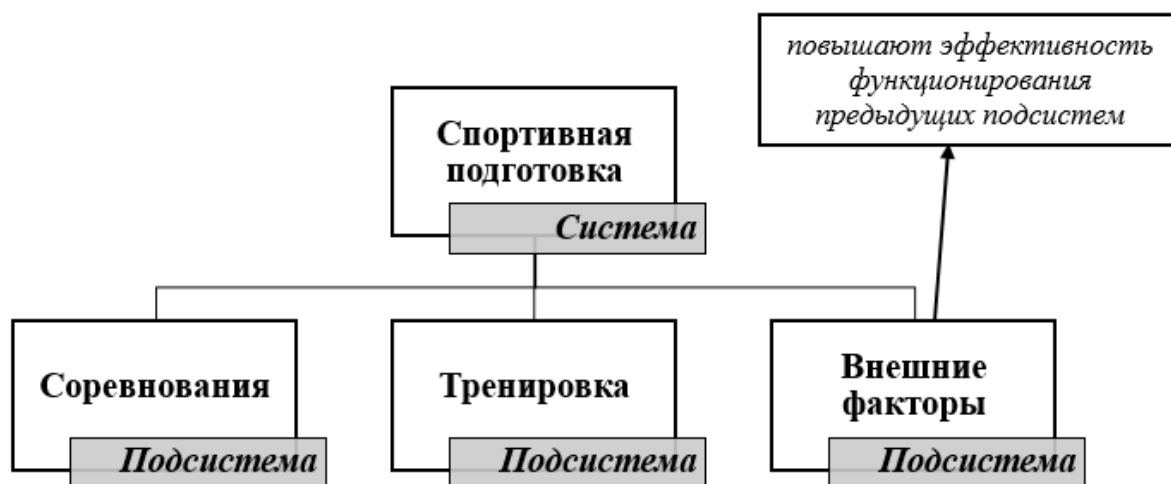 повышают эффективность
функционирования
предыдущих подсистем
Спортивная
подготовка
Система
Соревнования
Подсистема
Тренировка
Подсистема
Внешние
факторы
Подсистема